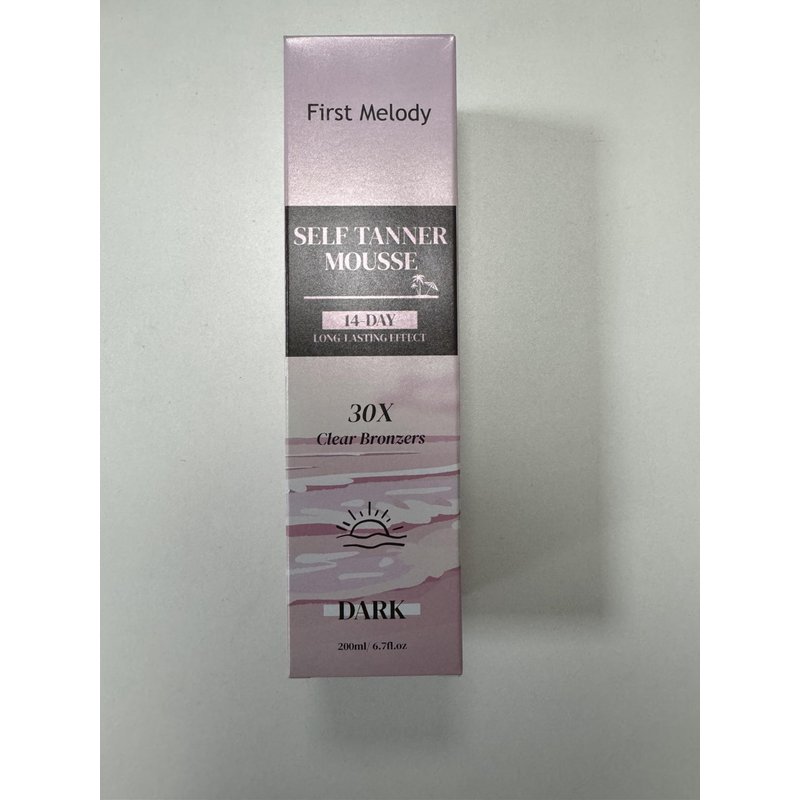 First Melody
SELF TANNER
MOUSSE
14-DAY
LONG-LASTING EFFECT
30X
Clear Bronzers
DARK
200ml/ 6.7fl.oz